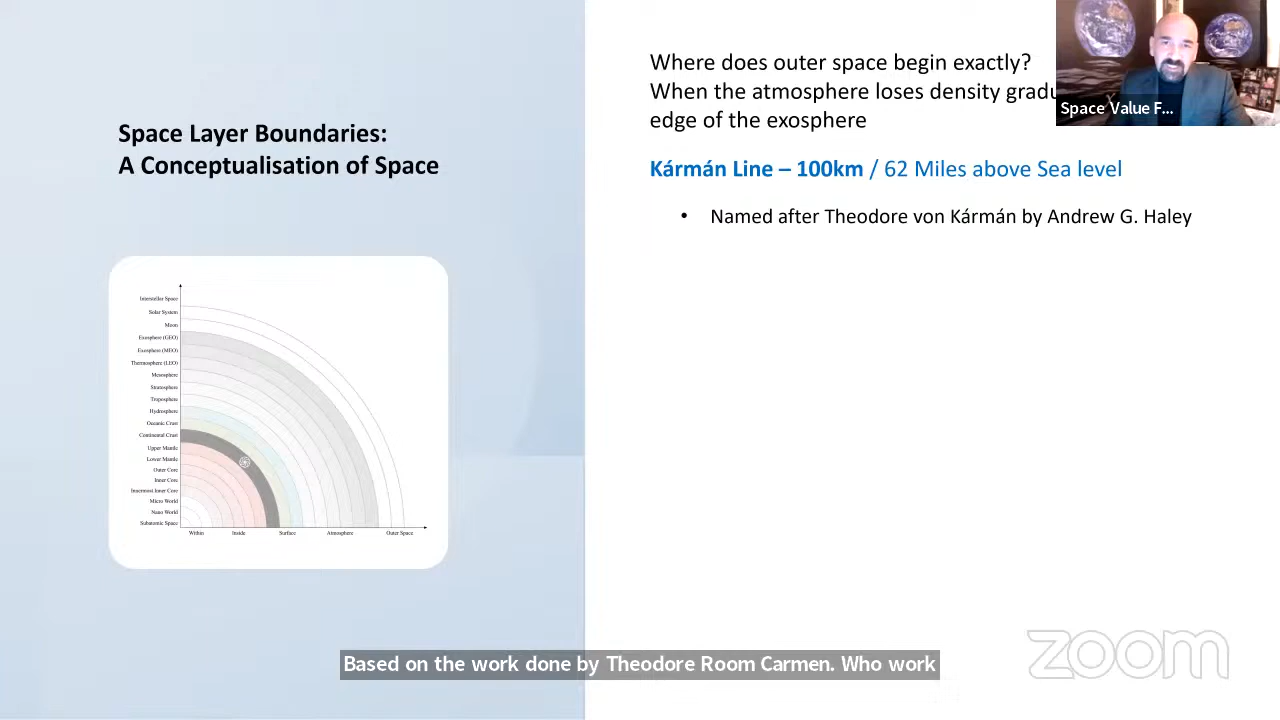 Where does outer space begin exactly?
When the atmosphere loses density gradu
edge of the exosphere
Space Value F...
Space Layer Boundaries:
A Conceptualisation of Space
Kármán Line – 100km / 62 Miles above Sea level
• Named after Theodore von Kármán by Andrew G. Haley
Interstellar Space
Solar System
Moon
Exosphere (GEO)
Exosphere (MEO)
Thermosphere (LEO)
Mesosphere
Stratosphere
Troposphere
Hydrosphere
Oceanic Crust
Continental Crust
Upper Mantle
Lower Mantle
Outer Core
Inner Core
Innermost Inner Core
Micro World
Nano World
Subatomic Space
Within Inside Surface Atmosphere Outer Space
Based on the work done by Theodore Room Carmen. Who work
zoom